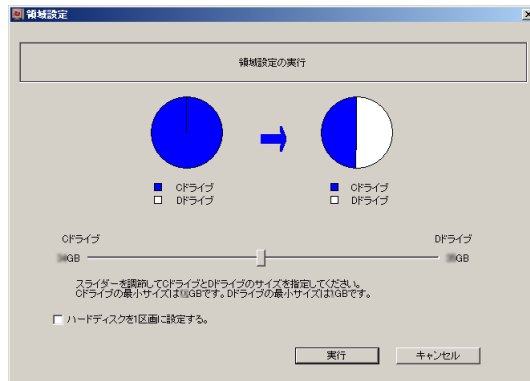 領域設定
領域設定の実行
Cドライブ
Dドライブ
Cドライブ
Dドライブ
Cドライブ
Dドライブ
GB
GB
スライダーを調節してCドライブとDドライブのサイズを指定してください。
Cドライブの最小サイズは GBです。Dドライブの最小サイズは GBです。
ハードディスクを1区画に設定する。
実行
キャンセル